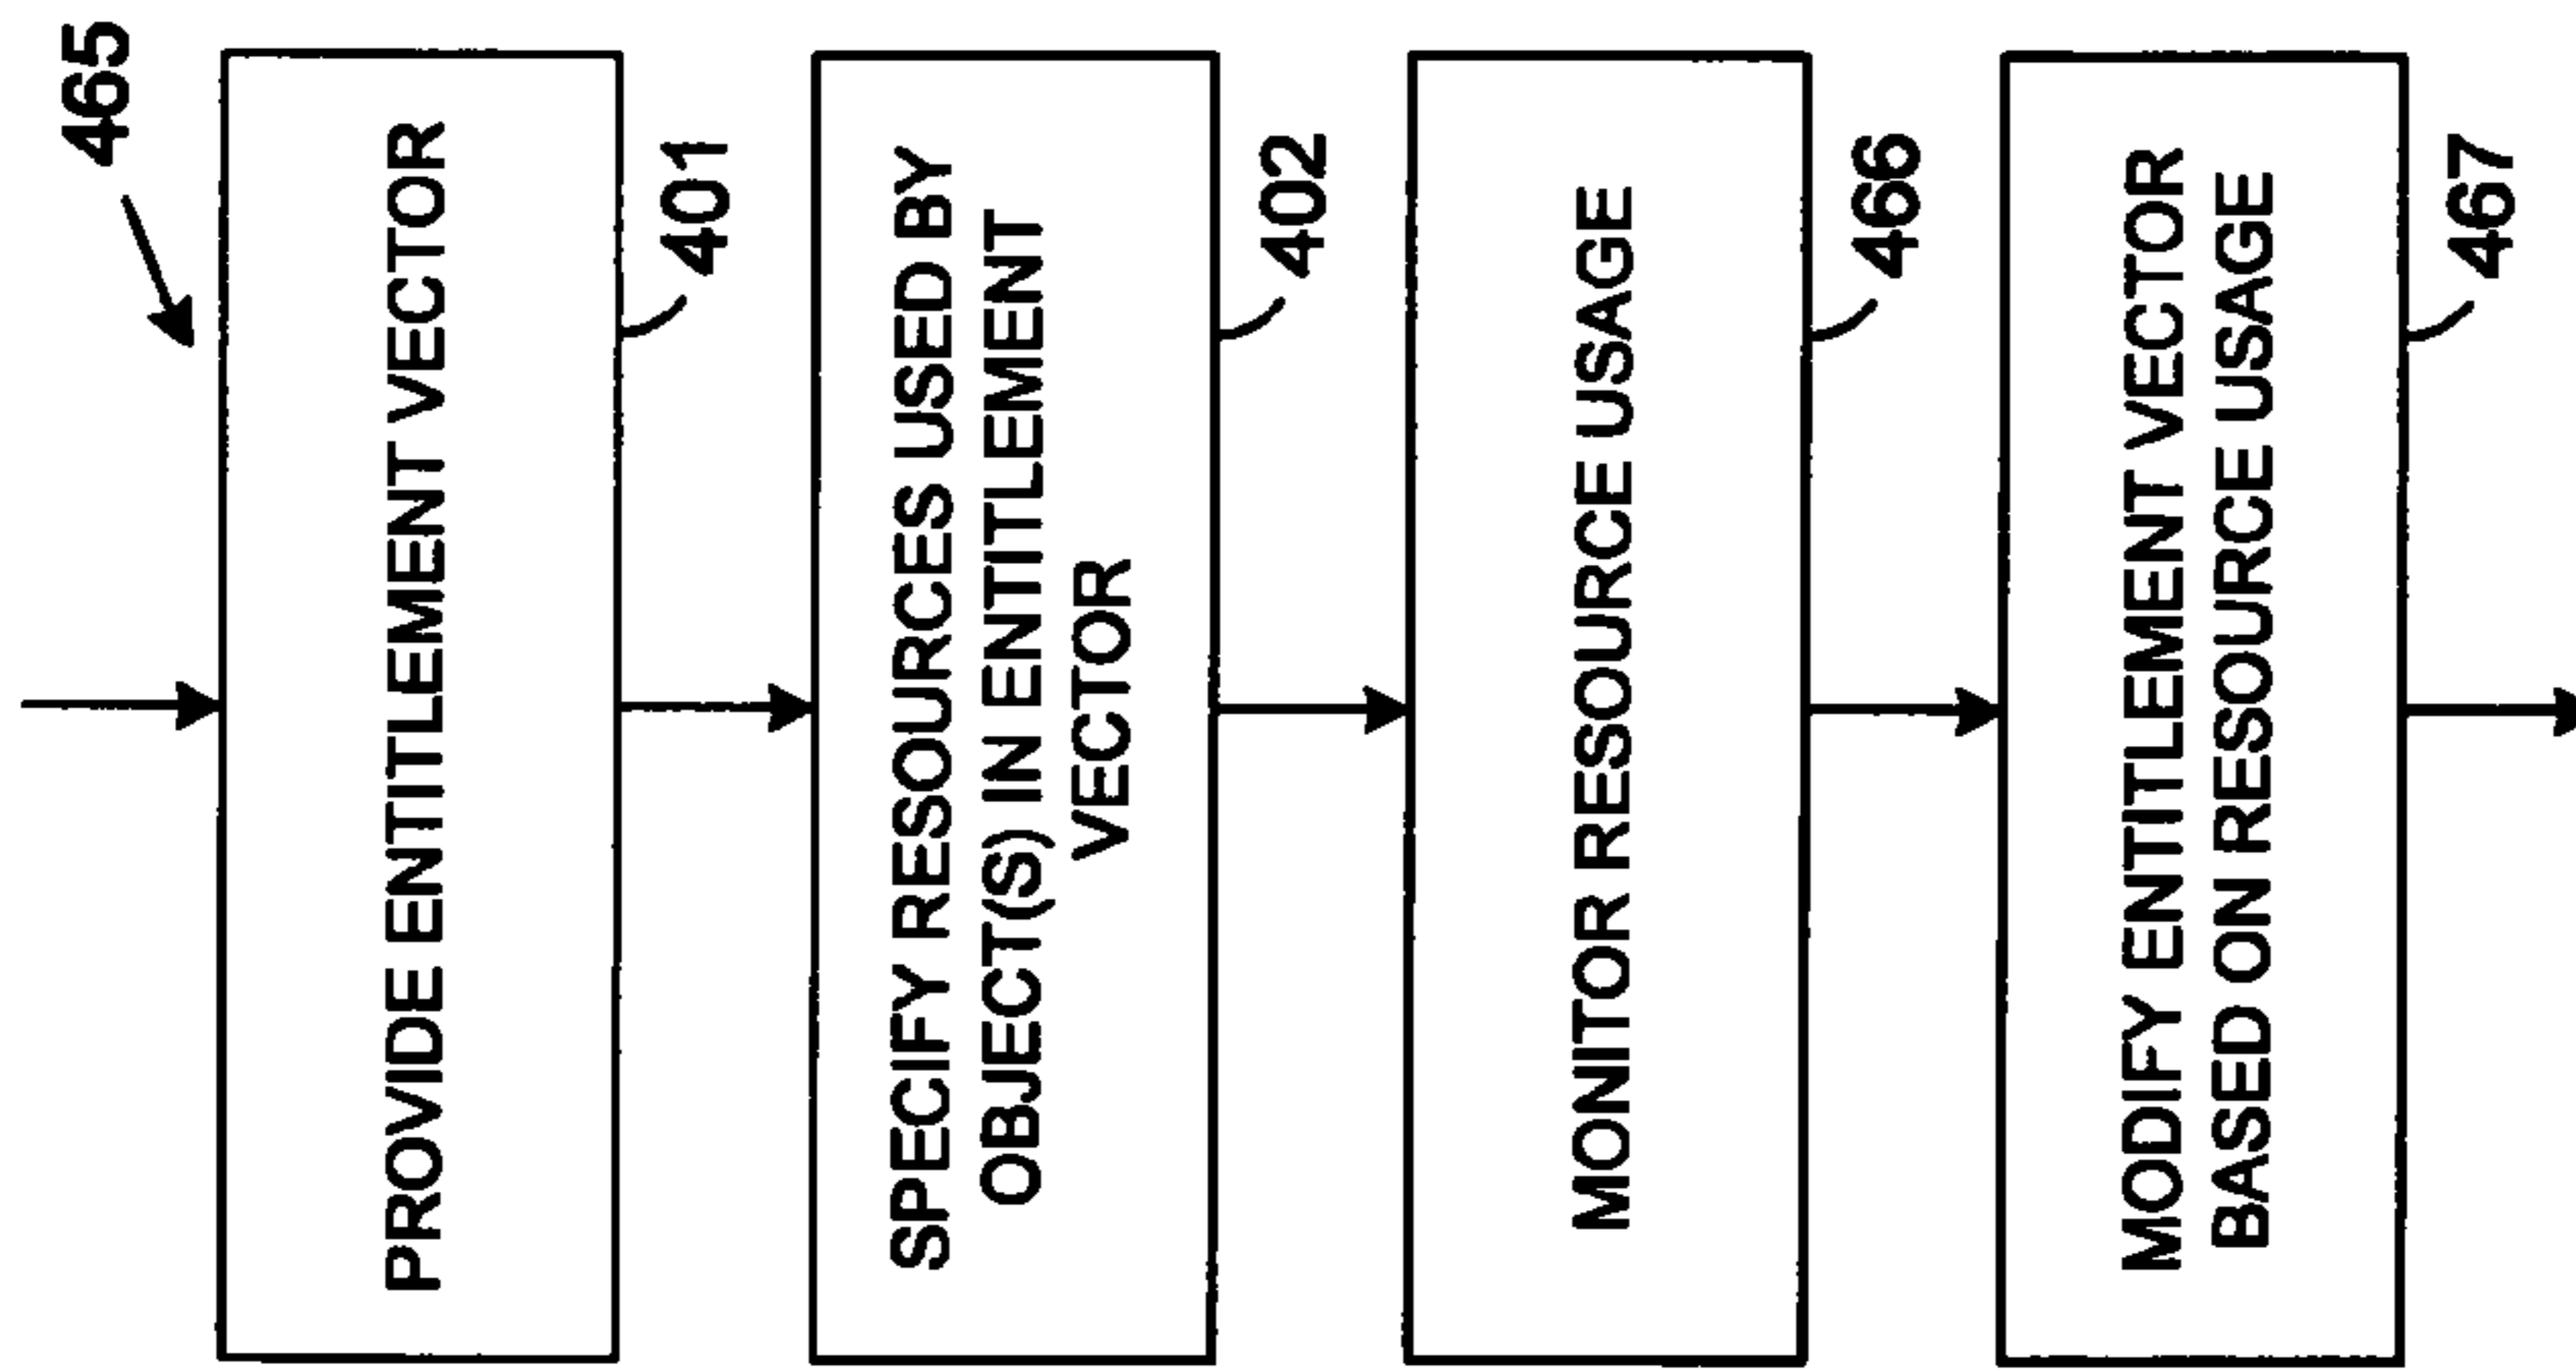 465
PROVIDE ENTITLEMENT VECTOR
401
SPECIFY RESOURCES USED BY
OBJECT(S) IN ENTITLEMENT
VECTOR
402
MONITOR RESOURCE USAGE
466
MODIFY ENTITLEMENT VECTOR
BASED ON RESOURCE USAGE
467